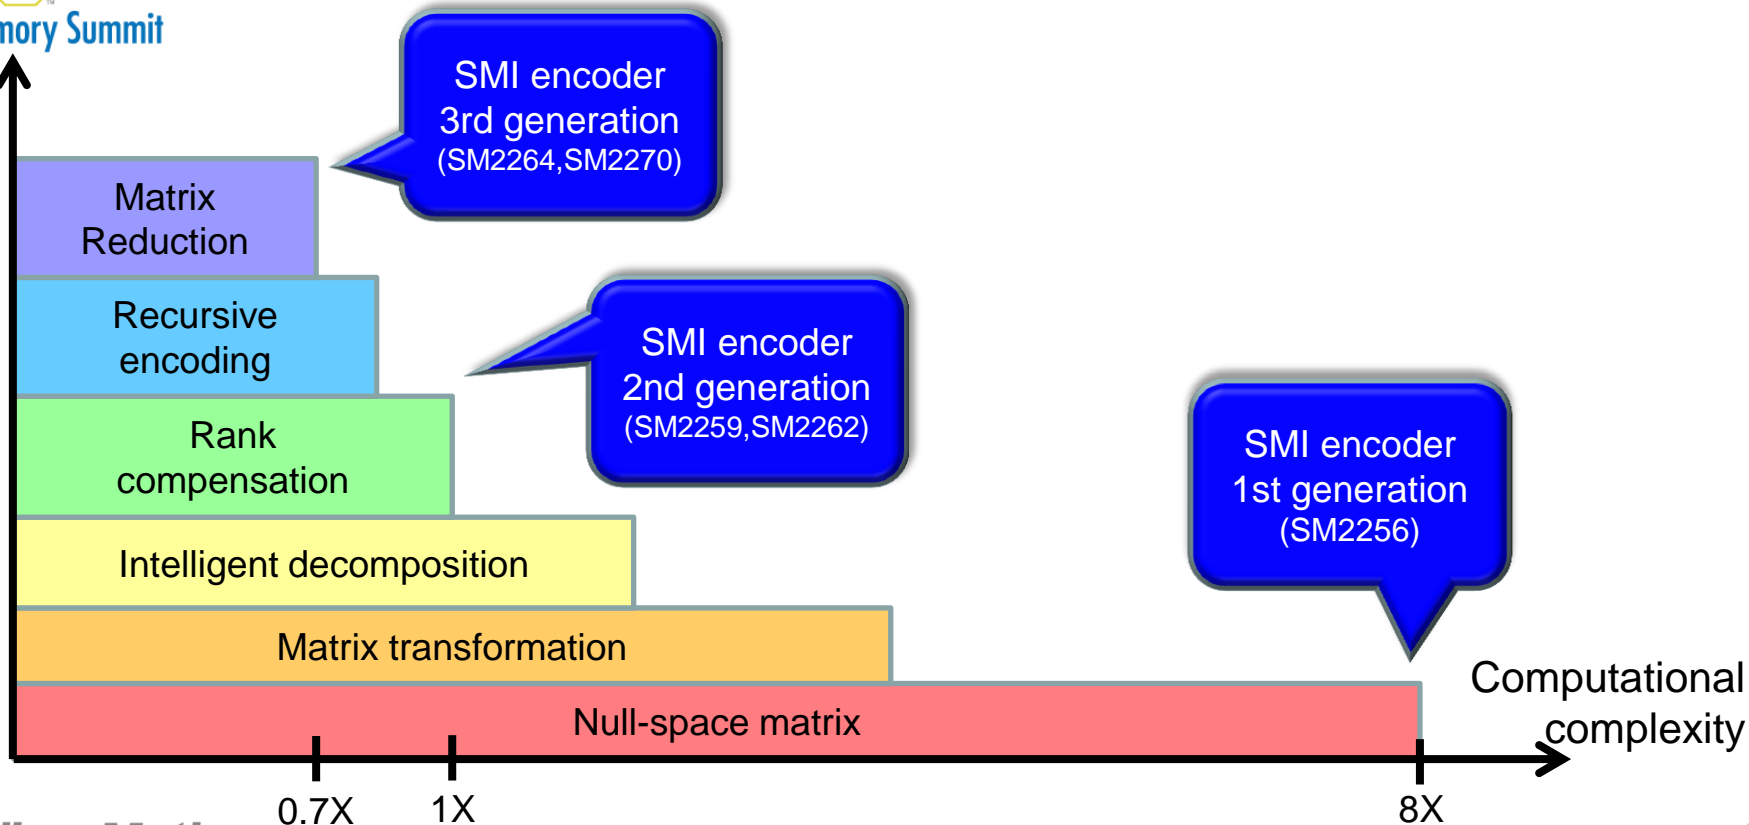 Summit
SMI encoder
3rd generation
(SM2264,SM2270)
Matrix
Reduction
Recursive
encoding
SMI encoder
2nd generation
(SM2259,SM2262)
Rank
compensation
SMI encoder
1st generation
(SM2256)
Intelligent decomposition
Matrix transformation
Computational
complexity
Null-space matrix
0.7X
1X
8X